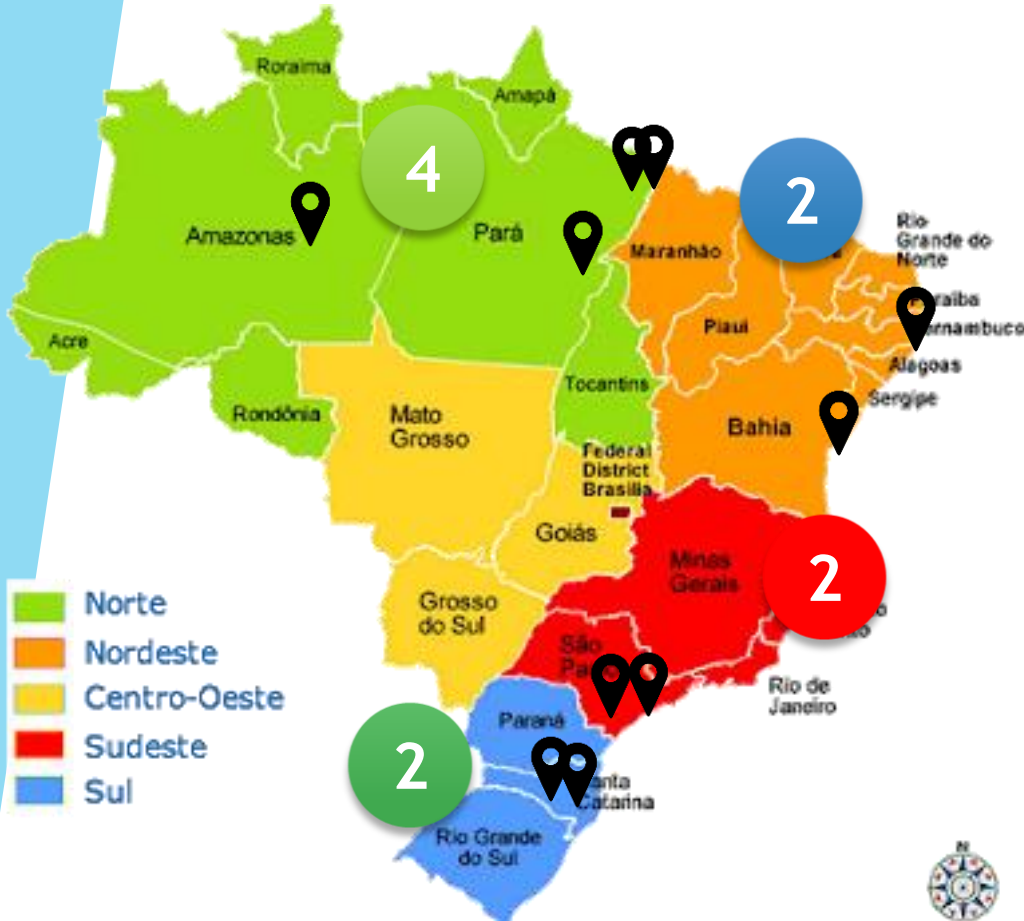 Roraima
Amapá
4
2
Amazonas
Pará
Maranhão
Rio
Grande do
Norte
Piauí
Acre
Alagoas
Tocantins
Sergipe
Rondônia
Mato
Grosso
Bahia
Federal
District
Brasilia
Goiás
Minas
Gerais
2
Grosso
do Sul
São
Rio de
Janeiro
Paraná
2
Rio Grande
do Sul
Norte
Nordeste
Centro-Oeste
Sudeste
Sul
N